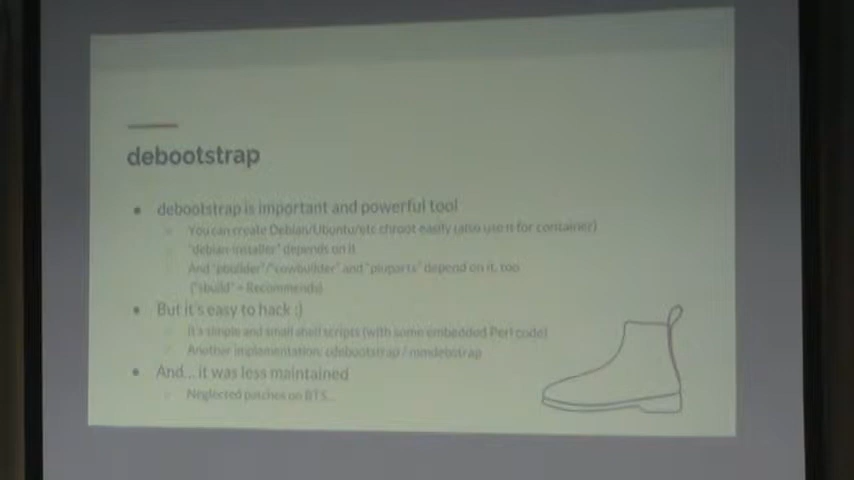 debootstrap
● debootstrap is important and powerful tool
○ You can create Debian/Ubuntu/etc chroot easily (also use it for container)
○ "debian-installer" depends on it
○ And "pbuilder"/"cowbuilder" and "piuparts" depend on it, too
("sbuild" - Recommends)
● But it's easy to hack :)
○ It's simple and small shell scripts (with some embedded Perl code)
○ Another implementation: cdebootstrap / mmdebstrap
● And... it was less maintained
○ Neglected patches on BTS...